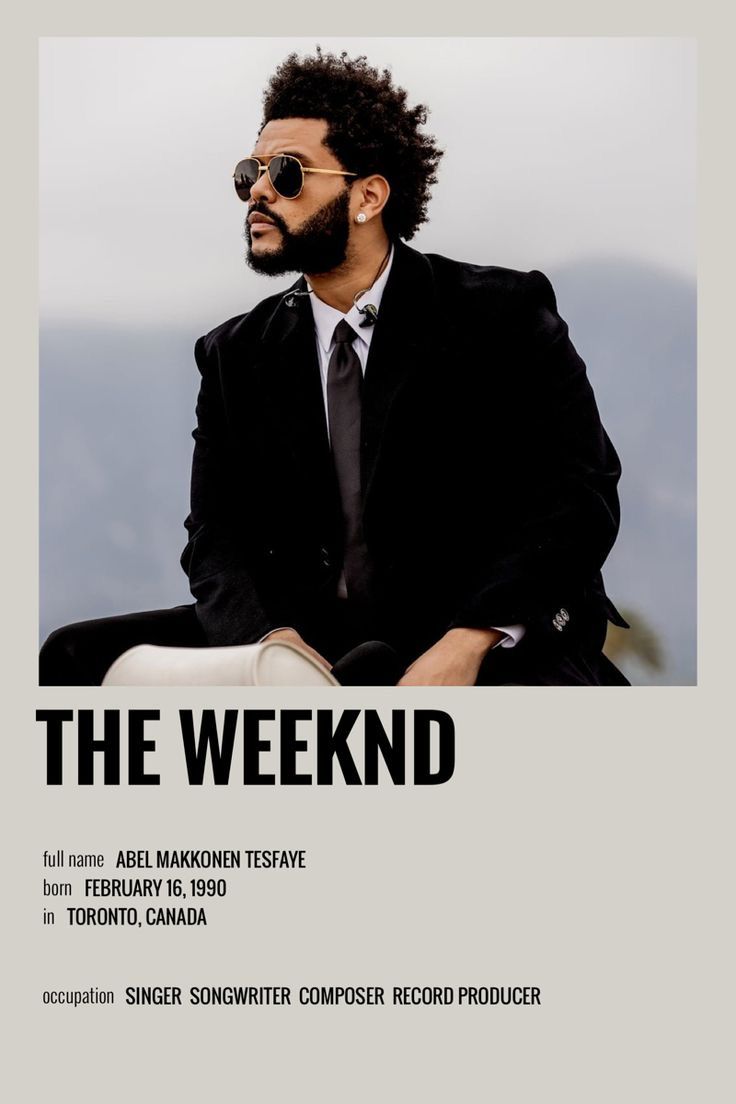 THE WEEKND
full name ABEL MAKKONEN TESFAYE
born FEBRUARY 16, 1990
in TORONTO, CANADA
occupation SINGER SONGWRITER COMPOSER RECORD PRODUCER